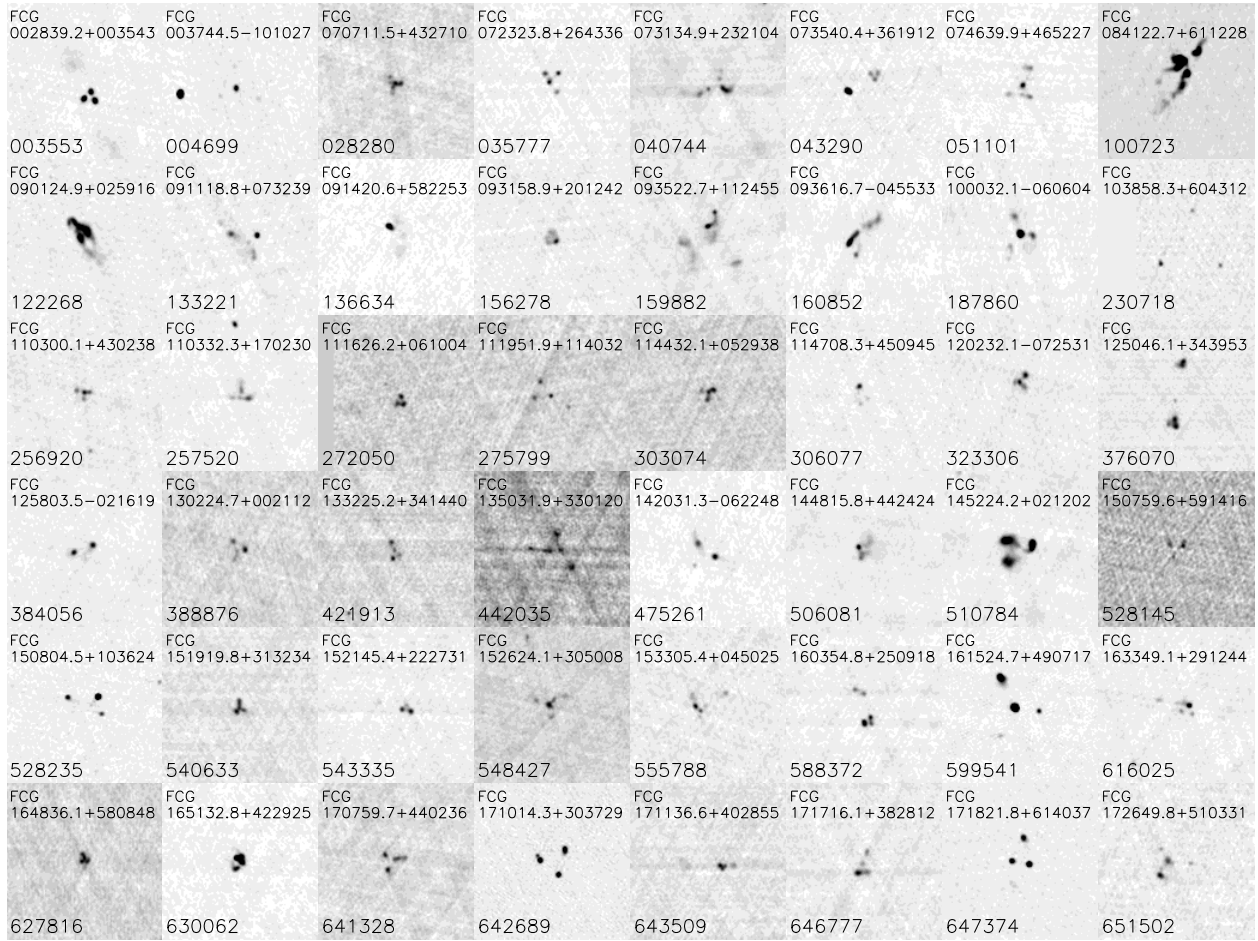 FCG FCG FCG FCG FCG FCG FCG FCG
002839.2+003543 003744.5−101027 070711.5+432710 072323.8+264336 073134.9+232104 073540.4+361912 074639.9+465227 084122.7+611228
003553 004699 028280 035777 040744 043290 051101 100723
FCG FCG FCG FCG FCG FCG FCG FCG
090124.9+025916 091118.8+073239 091420.6+582253 093158.9+201242 093522.7+112455 093616.7−045533 100032.1−060604 103858.3+604312
122268 133221 136634 156278 159882 160852 187860 230718
FCG FCG FCG FCG FCG FCG FCG FCG
110300.1+430238 110332.3+170230 111626.2+061004 111951.9+114032 114432.1+052938 114708.3+450945 120232.1−072531 125046.1+343953
256920 257520 272050 275799 303074 306077 323306 376070
FCG FCG FCG FCG FCG FCG FCG FCG
125803.5−021619 130224.7+002112 133225.2+341440 135031.9+330120 142031.3−062248 144815.8+442424 145224.2+021202 150759.6+591416
384056 388876 421913 442035 475261 506081 510784 528145
FCG FCG FCG FCG FCG FCG FCG FCG
150804.5+103624 151919.8+313234 152145.4+222731 152624.1+305008 153305.4+045025 160354.8+250918 161524.7+490717 163349.1+291244
528235 540633 543335 548427 555788 588372 599541 616025
FCG FCG FCG FCG FCG FCG FCG FCG
164836.1+580848 165132.8+422925 170759.7+440236 171014.3+303729 171136.6+402855 171716.1+382812 171821.8+614037 172649.8+510331
627816 630062 641328 642689 643509 646777 647374 651502